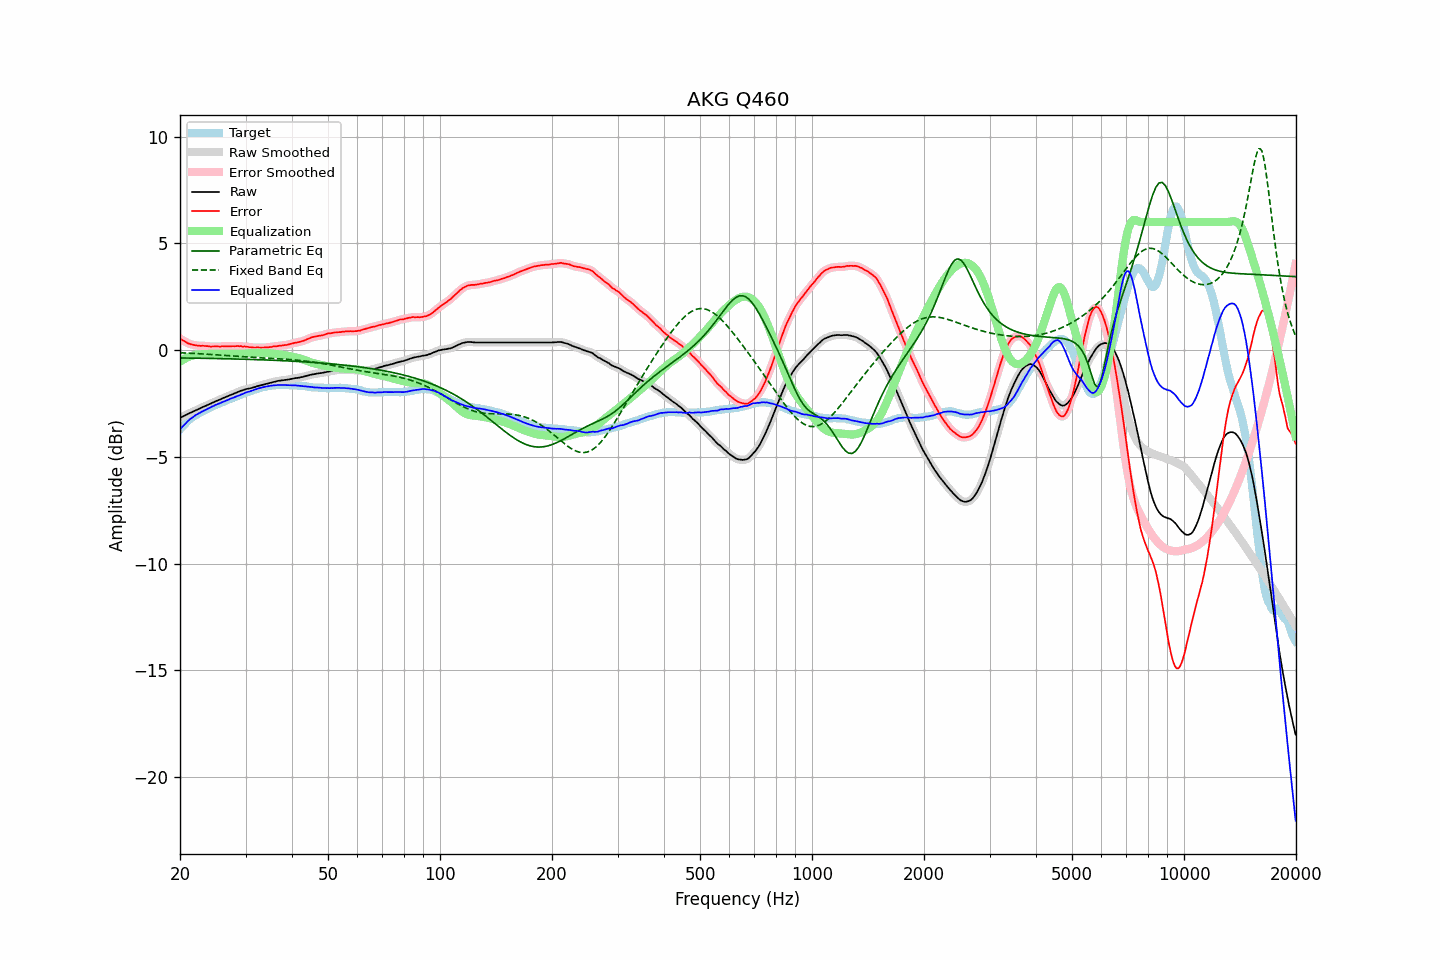 AKG Q460
Target
Raw Smoothed
Error Smoothed
Raw
Error
Equalization
Parametric Eq
Fixed Band Eq
Equalized
10
5
0
−5
−10
−15
−20
Amplitude (dBr)
20 50 100 200 500 1000 2000 5000 10000 20000
Frequency (Hz)